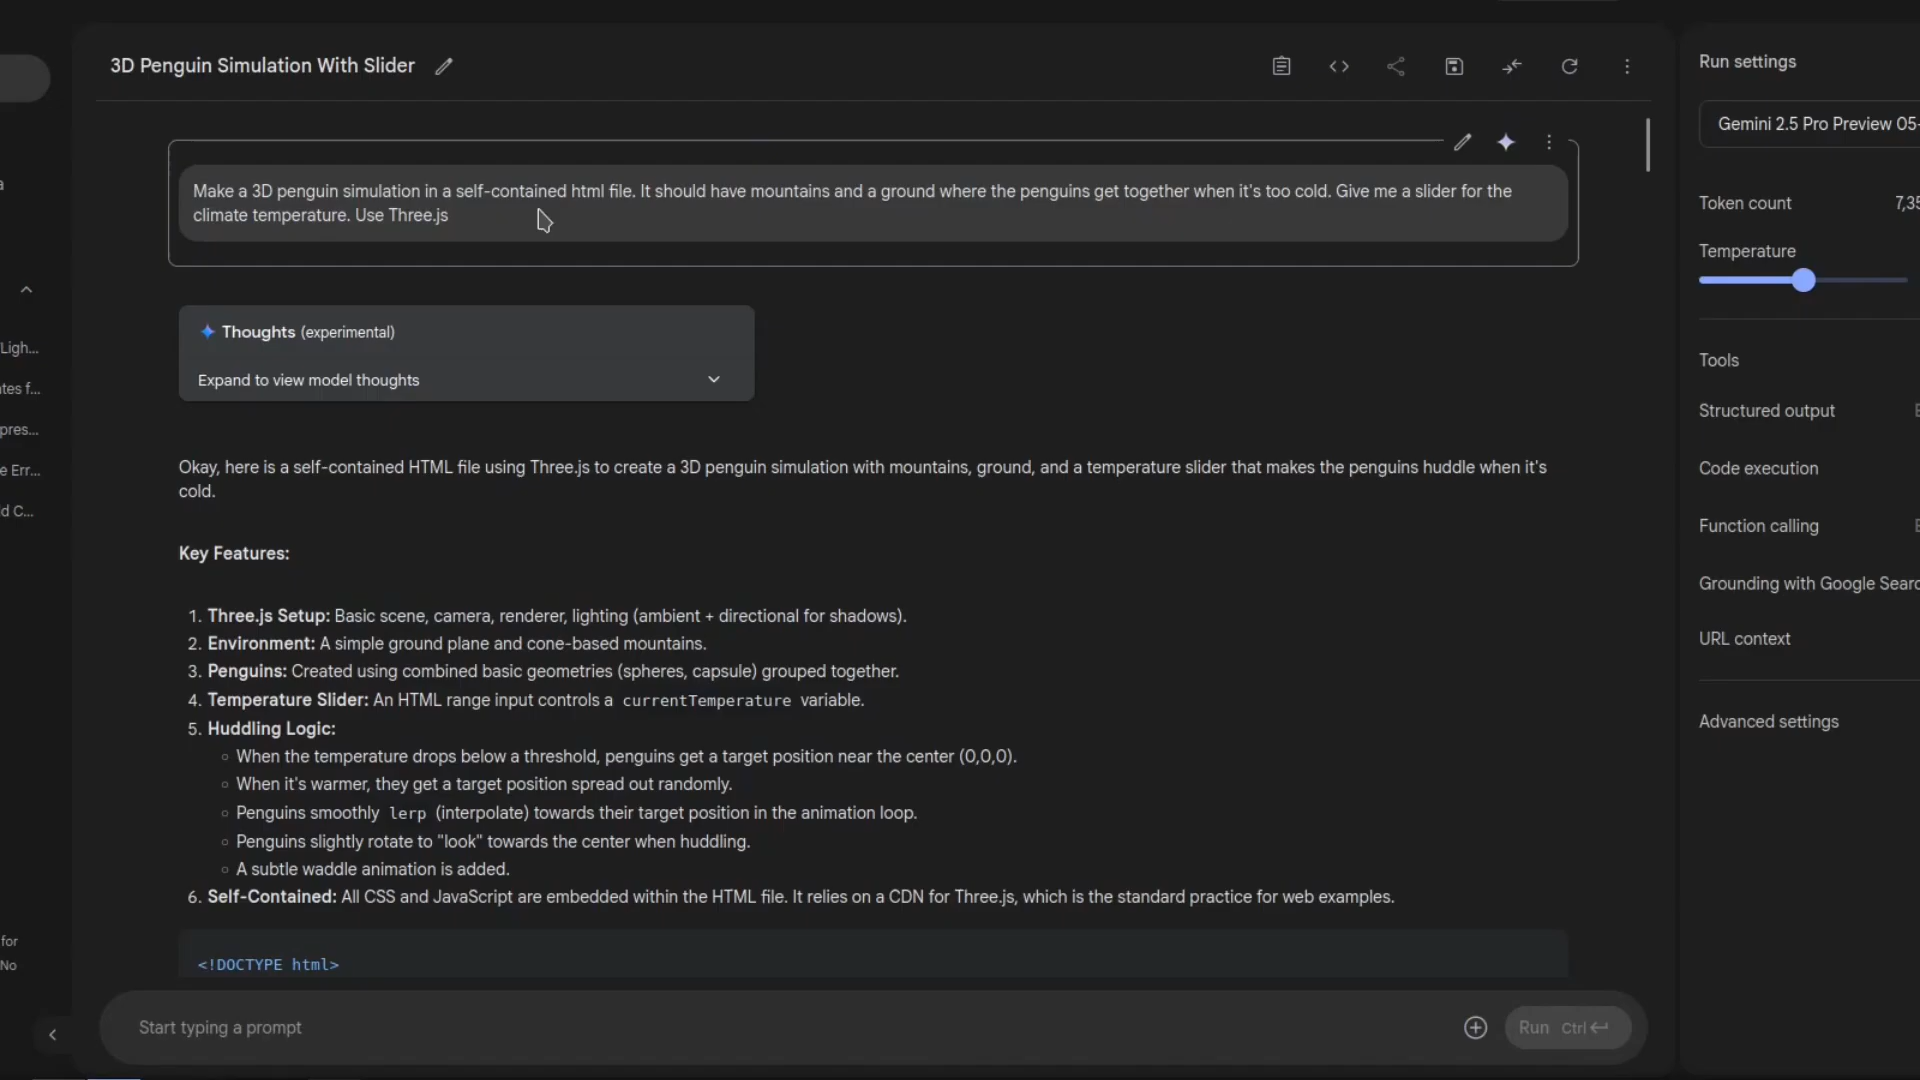 3D Penguin Simulation With Slider
Make a 3D penguin simulation in a self-contained html file. It should have mountains and a ground where the penguins get together when it's too cold. Give me a slider for the
climate temperature. Use Three.js
Thoughts (experimental)
Expand to view model thoughts
Okay, here is a self-contained HTML file using Three.js to create a 3D penguin simulation with mountains, ground, and a temperature slider that makes the penguins huddle when it's
cold.
Key Features:
1. Three.js Setup: Basic scene, camera, renderer, lighting (ambient + directional for shadows).
2. Environment: A simple ground plane and cone-based mountains.
3. Penguins: Created using combined basic geometries (spheres, capsule) grouped together.
4. Temperature Slider: An HTML range input controls a currentTemperature variable.
5. Huddling Logic:
◦ When the temperature drops below a threshold, penguins get a target position near the center (0,0,0).
◦ When it's warmer, they get a target position spread out randomly.
◦ Penguins smoothly lerp (interpolate) towards their target position in the animation loop.
◦ Penguins slightly rotate to "look" towards the center when huddling.
◦ A subtle waddle animation is added.
6. Self-Contained: All CSS and JavaScript are embedded within the HTML file. It relies on a CDN for Three.js, which is the standard practice for web examples.
<!DOCTYPE html>
Start typing a prompt
Run Ctrl
Run settings
Gemini 2.5 Pro Preview 05-
Token count 7,35
Temperature
Tools
Structured output
Code execution
Function calling
Grounding with Google Searc
URL context
Advanced settings
a
/Ligh...
ates f...
pres...
e Err...
d C...
for
No